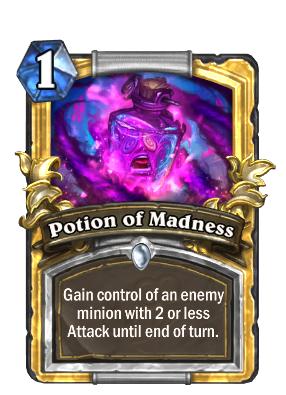 1
Potion of Madness
Gain control of an enemy
minion with 2 or less
Attack until end of turn.